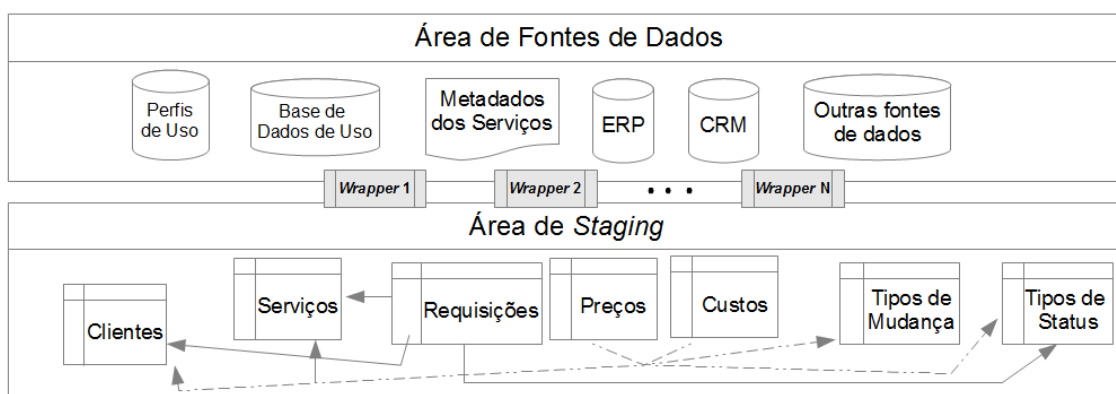 Área de Fontes de Dados
Perfis
de Uso
Base de
Dados de Uso
Metadados
dos Serviços
ERP
CRM
Outras fontes
de dados
Wrapper 1
Wrapper 2
...
Wrapper N
Área de Staging
Clientes
Serviços
Requisições
Preços
Custos
Tipos de
Mudança
Tipos de
Status